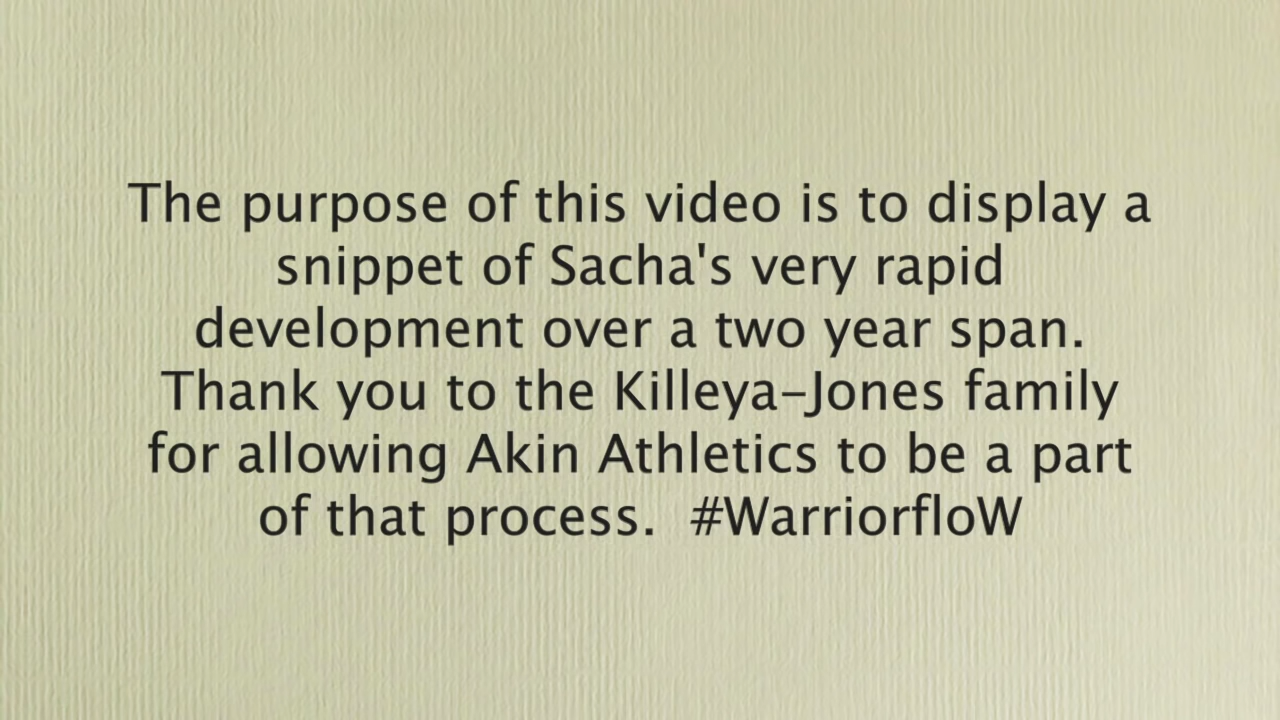 The purpose of this video is to display a
snippet of Sacha's very rapid
development over a two year span.
Thank you to the Killeya–Jones family
for allowing Akin Athletics to be a part
of that process.  #WarriorfloW